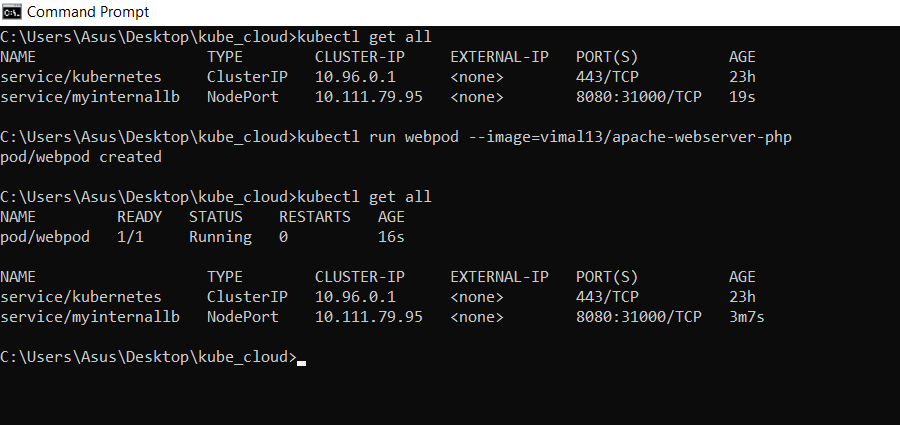 Command Prompt
C:\Users\Asus\Desktop\kube_cloud>kubectl get all
NAME TYPE CLUSTER-IP EXTERNAL-IP PORT(S) AGE
service/kubernetes ClusterIP 10.96.0.1 <none> 443/TCP 23h
service/myinternallb NodePort 10.111.79.95 <none> 8080:31000/TCP 19s
C:\Users\Asus\Desktop\kube_cloud>kubectl run webpod --image=vimal13/apache-webserver-php
pod/webpod created
C:\Users\Asus\Desktop\kube_cloud>kubectl get all
NAME READY STATUS RESTARTS AGE
pod/webpod 1/1 Running 0 16s
NAME TYPE CLUSTER-IP EXTERNAL-IP PORT(S) AGE
service/kubernetes ClusterIP 10.96.0.1 <none> 443/TCP 23h
service/myinternallb NodePort 10.111.79.95 <none> 8080:31000/TCP 3m7s
C:\Users\Asus\Desktop\kube_cloud>